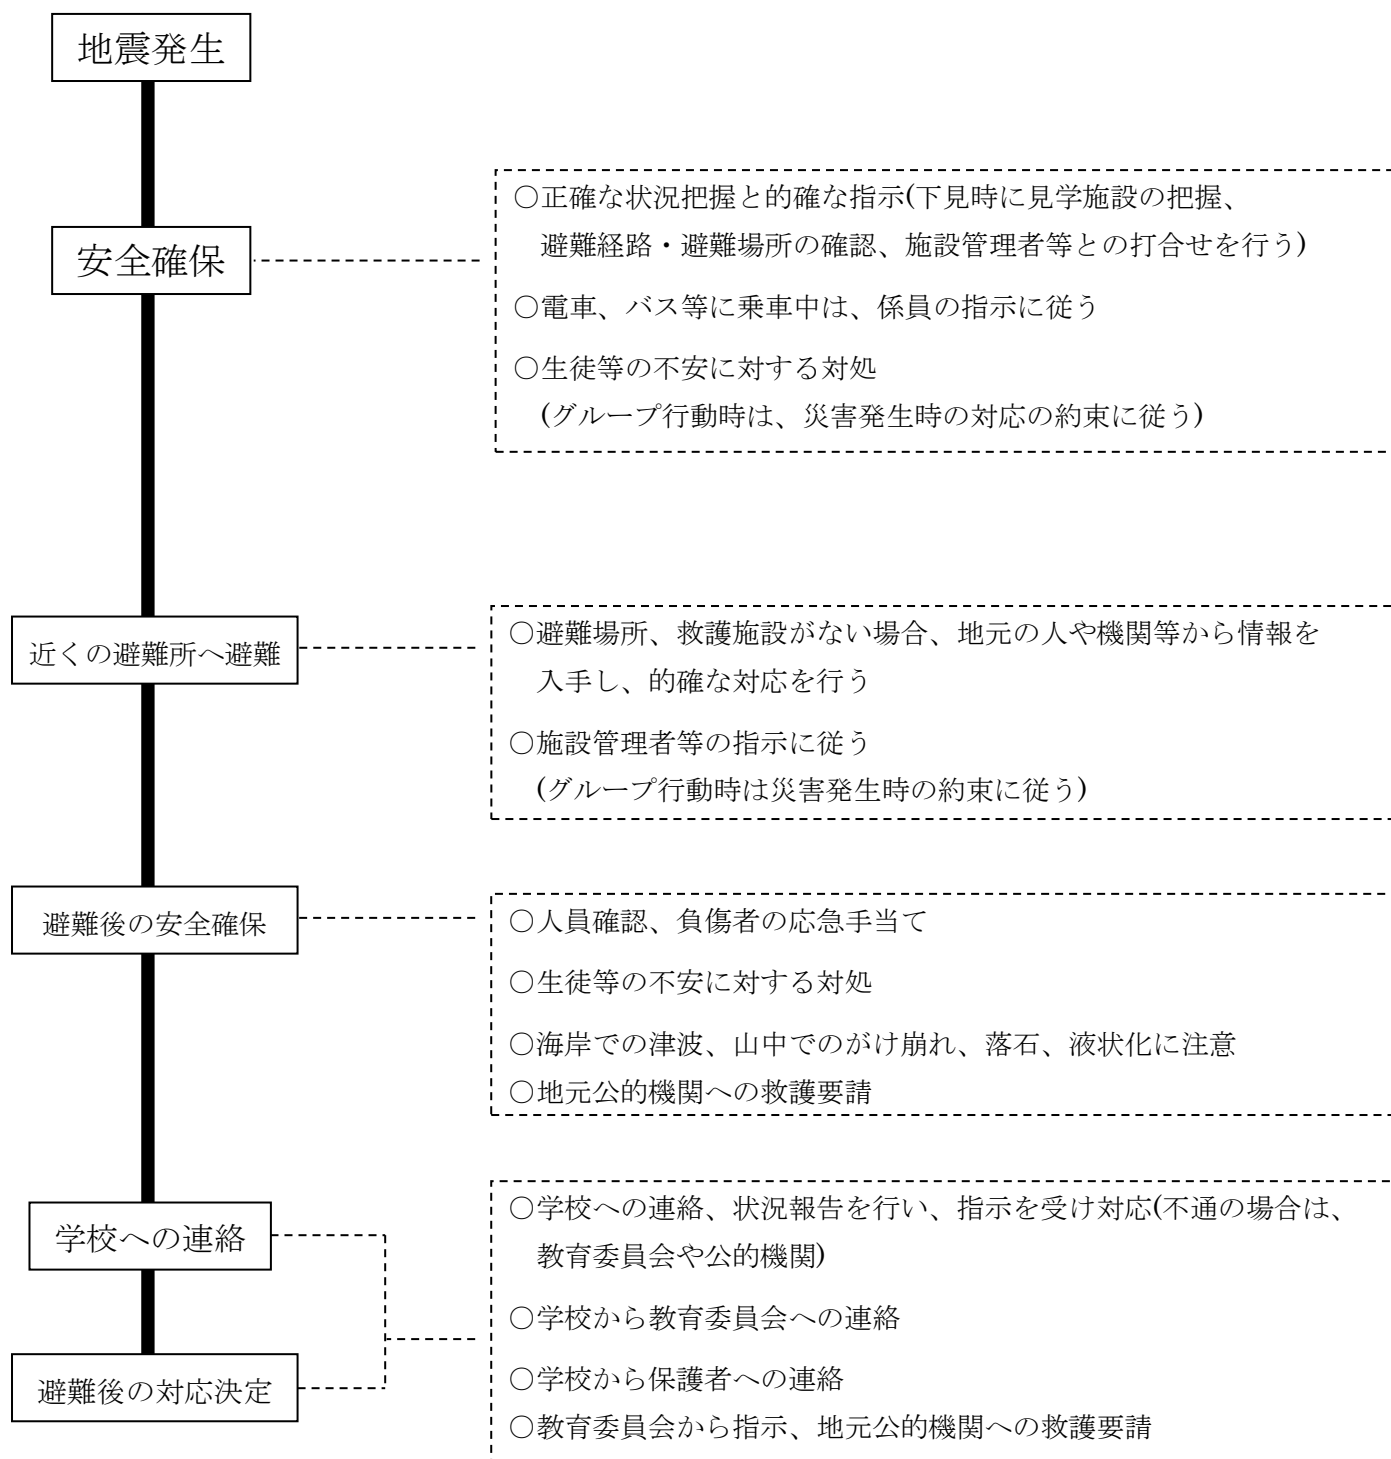 地震発生
安全確保
○正確な状況把握と的確な指示(下見時に見学施設の把握、
避難経路・避難場所の確認、施設管理者等との打合せを行う)
○電車、バス等に乗車中は、係員の指示に従う
○生徒等の不安に対する対処
(グループ行動時は、災害発生時の対応の約束に従う)
近くの避難所へ避難
○避難場所、救護施設がない場合、地元の人や機関等から情報を
入手し、的確な対応を行う
○施設管理者等の指示に従う
(グループ行動時は災害発生時の約束に従う)
避難後の安全確保
○人員確認、負傷者の応急手当て
○生徒等の不安に対する対処
○海岸での津波、山中でのがけ崩れ、落石、液状化に注意
○地元公的機関への救護要請
学校への連絡
避難後の対応決定
○学校への連絡、状況報告を行い、指示を受け対応(不通の場合は、
教育委員会や公的機関)
○学校から教育委員会への連絡
○学校から保護者への連絡
○教育委員会から指示、地元公的機関への救護要請